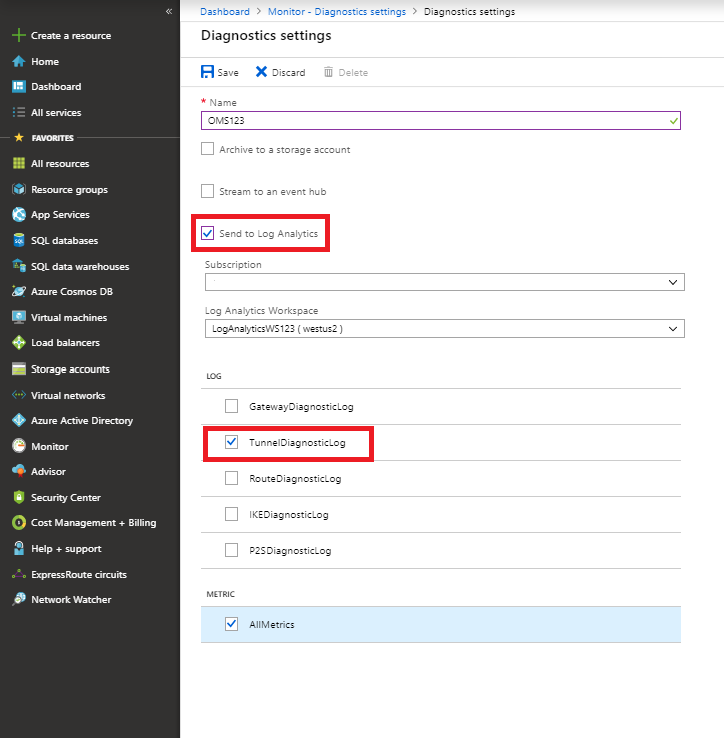 «
Create a resource
Home
Dashboard
All services
FAVORITES
All resources
Resource groups
App Services
SQL databases
SQL data warehouses
Azure Cosmos DB
Virtual machines
Load balancers
Storage accounts
Virtual networks
Azure Active Directory
Monitor
Advisor
Security Center
Cost Management + Billing
Help + support
ExpressRoute circuits
Network Watcher
Dashboard > Monitor - Diagnostics settings > Diagnostics settings
Diagnostics settings
Save Discard Delete
* Name
OMS123
Archive to a storage account
Stream to an event hub
Send to Log Analytics
Subscription
Log Analytics Workspace
LogAnalyticsWS123 ( westus2 )
LOG
GatewayDiagnosticLog
TunnelDiagnosticLog
RouteDiagnosticLog
IKEDiagnosticLog
P2SDiagnosticLog
METRIC
AllMetrics